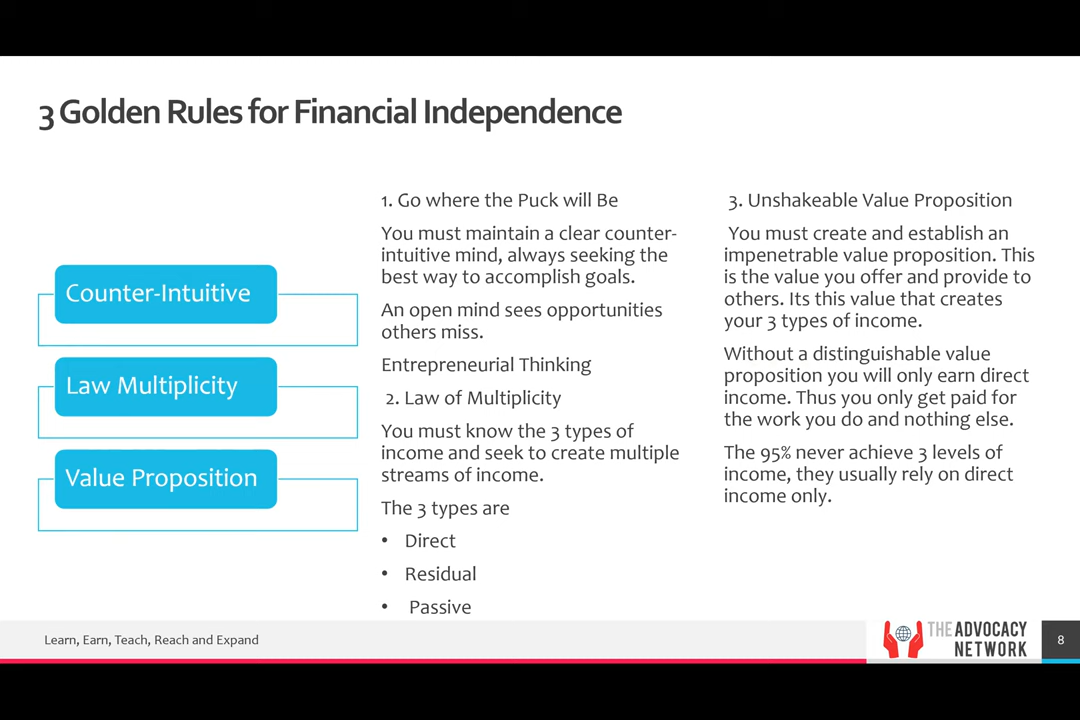 3 Golden Rules for Financial Independence
Counter-Intuitive
Law Multiplicity
Value Proposition
1. Go where the Puck will Be
You must maintain a clear counter-
intuitive mind, always seeking the
best way to accomplish goals.
An open mind sees opportunities
others miss.
Entrepreneurial Thinking
2. Law of Multiplicity
You must know the 3 types of
income and seek to create multiple
streams of income.
The 3 types are
• Direct
• Residual
• Passive
3. Unshakeable Value Proposition
You must create and establish an
impenetrable value proposition. This
is the value you offer and provide to
others. Its this value that creates
your 3 types of income.
Without a distinguishable value
proposition you will only earn direct
income. Thus you only get paid for
the work you do and nothing else.
The 95% never achieve 3 levels of
income, they usually rely on direct
income only.
Learn, Earn, Teach, Reach and Expand
THE ADVOCACY
NETWORK
8